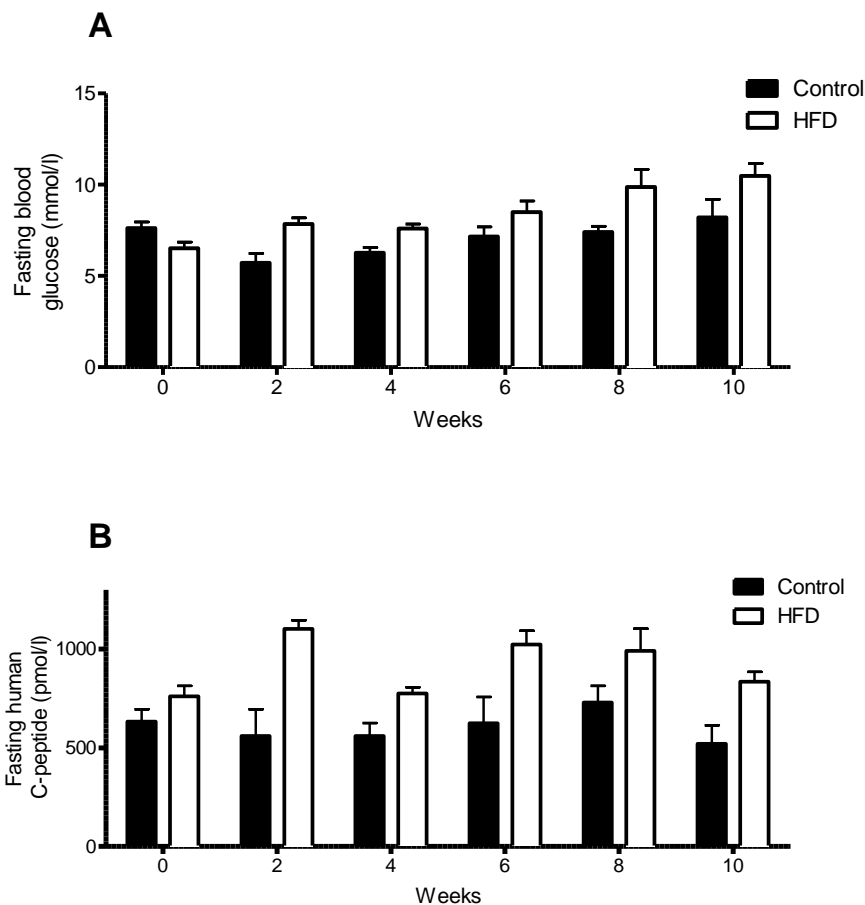 A
15
10
5
0
Fasting blood
glucose (mmol/l)
Control
HFD
0 2 4 6 8 10
Weeks
B
1000
500
0
Fasting human
C-peptide (pmol/l)
Control
HFD
0 2 4 6 8 10
Weeks